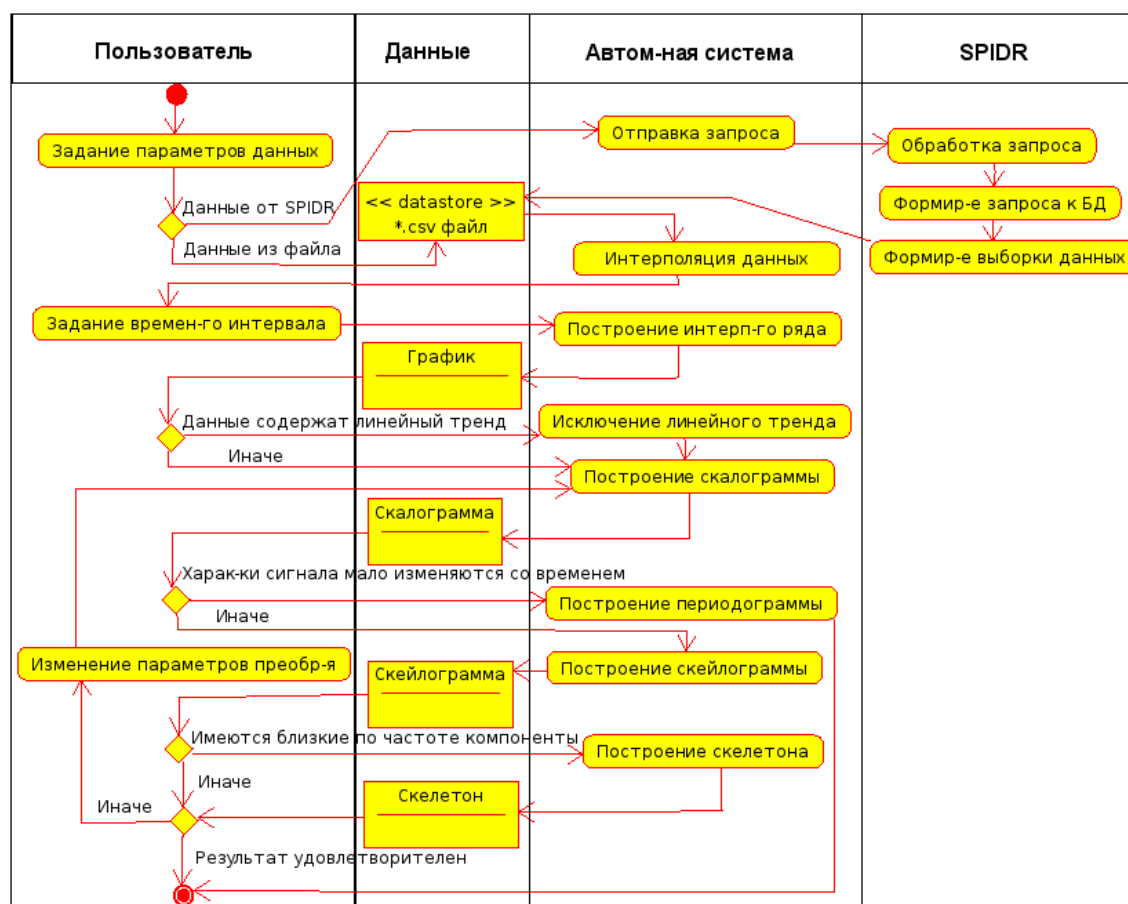 Пользователь
Данные
Автом-ная система
SPIDR
Отправка запроса
Задание параметров данных
Обработка запроса
<< datastore >>
*.csv файл
Данные от SPIDR
Формир-е запроса к БД
Данные из файла
Интерполяция данных
Формир-е выборки данных
Задание времен-го интервала
Построение интерп-го ряда
График
Данные содержат линейный тренд
Исключение линейного тренда
Иначе
Построение скалограммы
Скалограмма
Харак-ки сигнала мало изменяются со временем
Построение периодограммы
Иначе
Изменение параметров преобр-я
Скейлограмма
Построение скейлограммы
Имеются близкие по частоте компоненты
Построение скелетона
Иначе
Иначе
Скелетон
Результат удовлетворителен